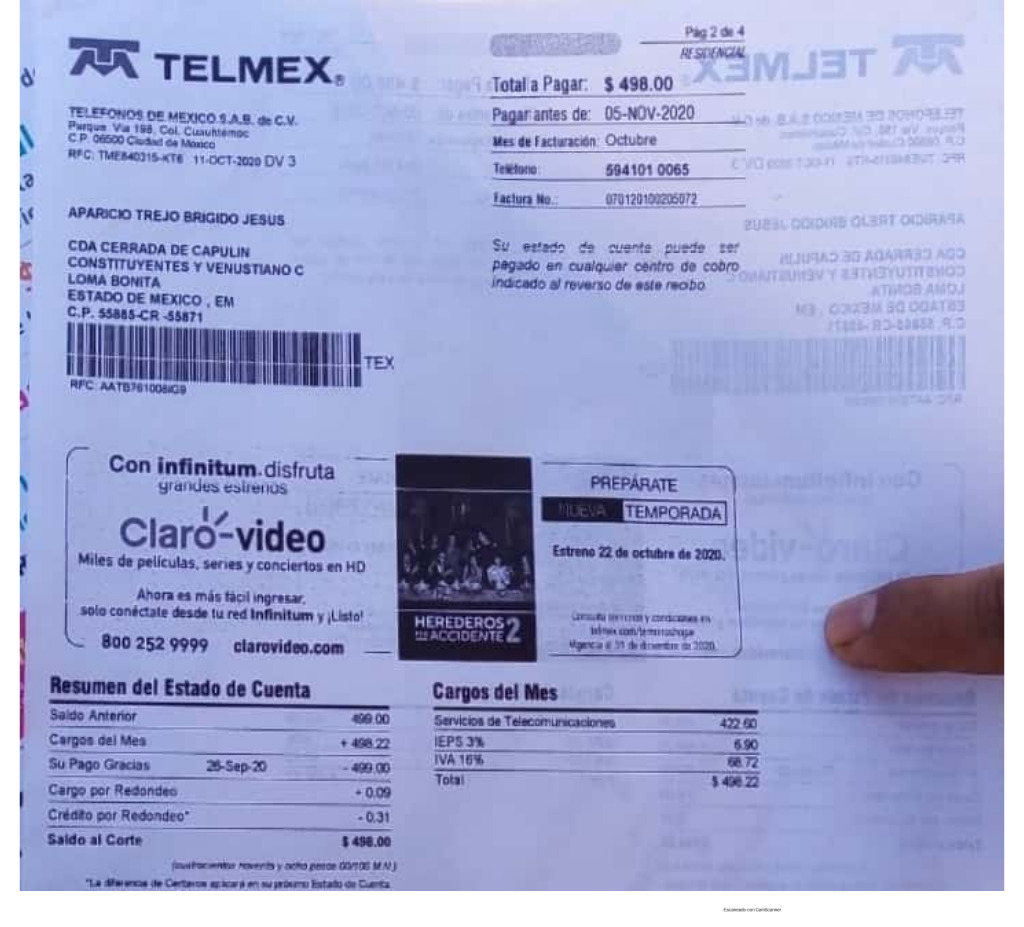 Pág 2 de 4
RESIDENCIAL
TELMEX®
Total a Pagar: $ 498.00
Pagar antes de: 05-NOV-2020
Mes de Facturación: Octubre
Teléfono: 594101 0065
Factura No.: 070120100205072
TELEFONOS DE MEXICO S.A.B. de C.V.
Parque Vía 198, Col. Cuauhtémoc
C.P. 06500 Ciudad de México
RFC: TME840315-KT6 11-OCT-2020 DV 3
APARICIO TREJO BRIGIDO JESUS
CDA CERRADA DE CAPULIN
CONSTITUYENTES Y VENUSTIANO C
LOMA BONITA
ESTADO DE MEXICO , EM
C.P. 55885-CR -55871
TEX
RFC: AATB761008IG9
Su estado de cuenta puede ser
pagado en cualquier centro de cobro
indicado al reverso de este recibo
Con infinitum disfruta
grandes estrenos
Claro-video
Miles de películas, series y conciertos en HD
Ahora es más fácil ingresar,
solo conéctate desde tu red Infinitum y ¡Listo!
800 252 9999 clarovideo.com
HEREDEROS
POR ACCIDENTE 2
PREPÁRATE
NUEVA TEMPORADA
Estreno 22 de octubre de 2020.
Consulta términos y condiciones en
Vigencia al 31 de diciembre de 2020.
Resumen del Estado de Cuenta
Saldo Anterior 499.00
Cargos del Mes + 498.22
Su Pago Gracias 26-Sep-20 - 499.00
Cargo por Redondeo + 0.09
Crédito por Redondeo* - 0.31
Saldo al Corte $ 498.00
(cuatrocientos noventa y ocho pesos 00/100 M.N.)
*La diferencia de Centavos se aplicará en su próximo Estado de Cuenta
Cargos del Mes
Servicios de Telecomunicaciones 422.60
IEPS 3% 6.90
IVA 16% 68.72
Total $ 498.22
Escaneado con CamScanner